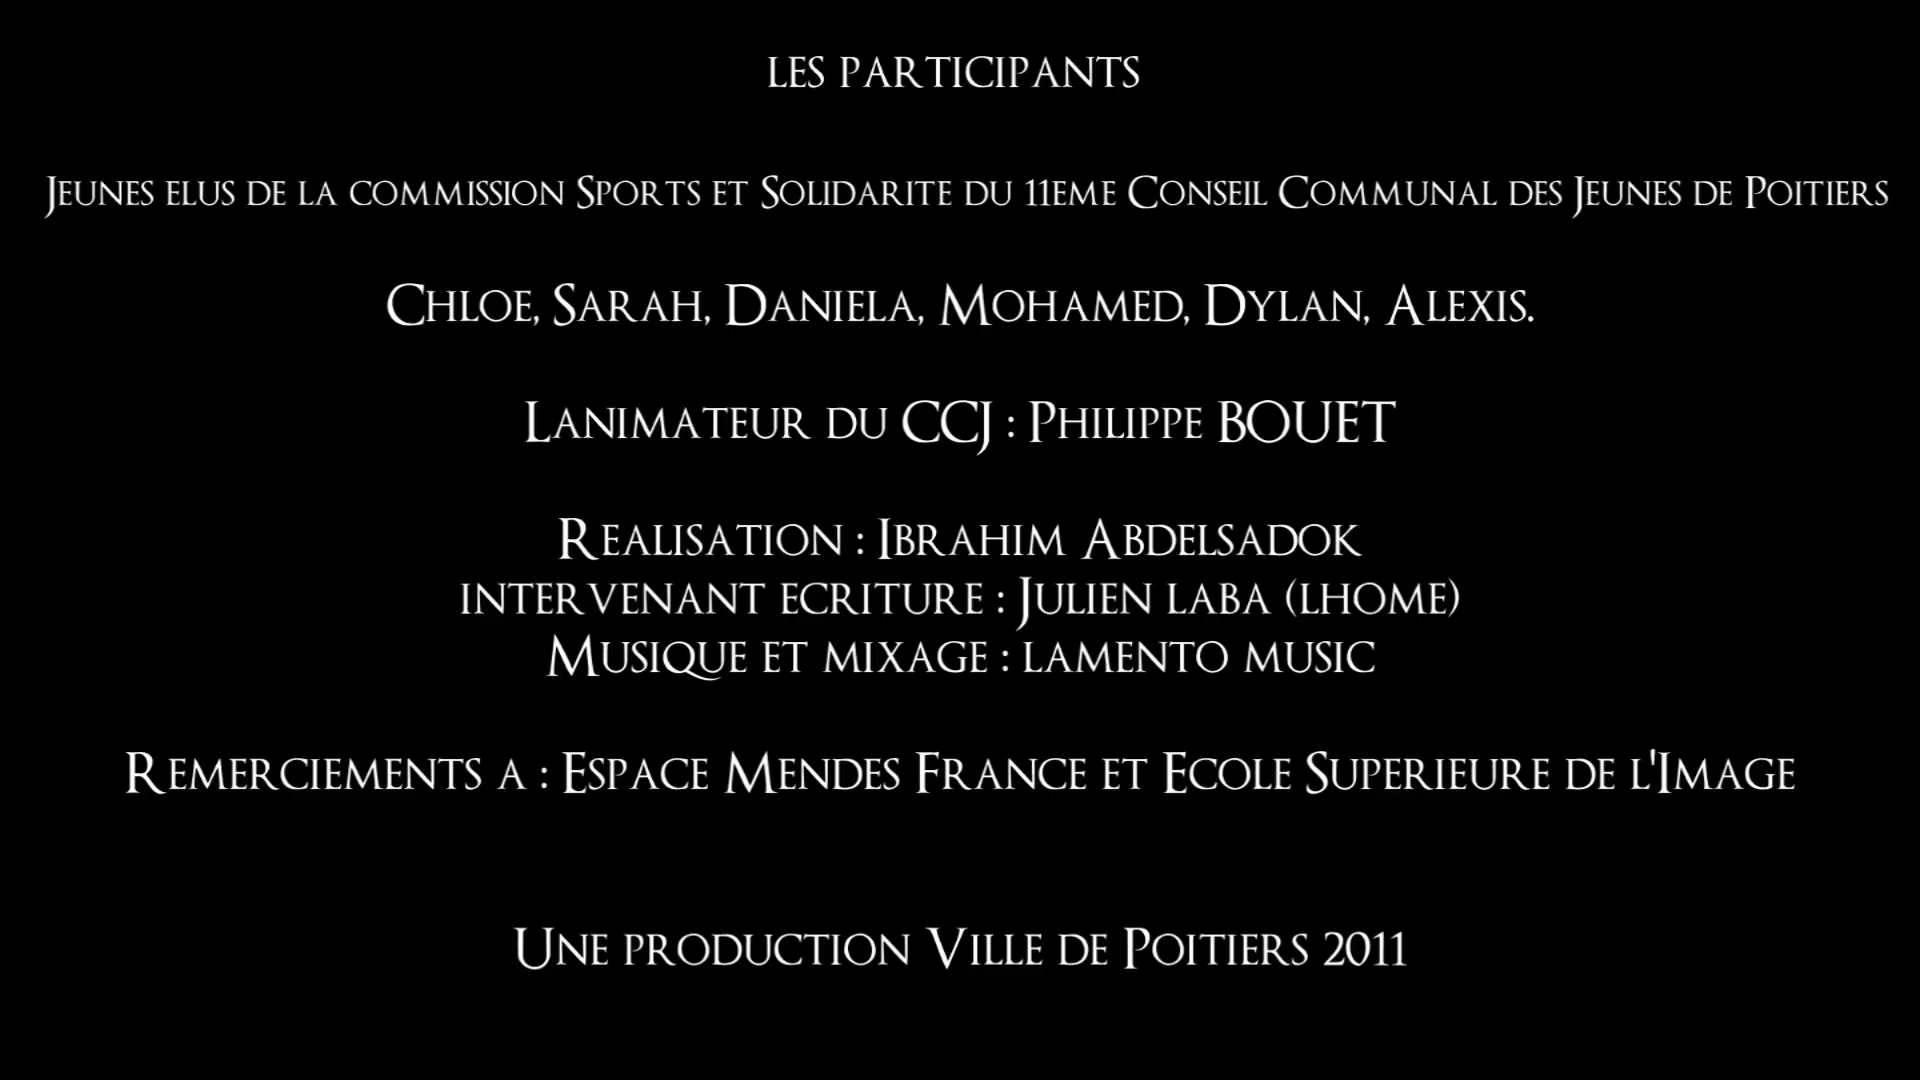 LES PARTICIPANTS
JEUNES ELUS DE LA COMMISSION SPORTS ET SOLIDARITE DU 11EME CONSEIL COMMUNAL DES JEUNES DE POITIERS
CHLOE, SARAH, DANIELA, MOHAMED, DYLAN, ALEXIS.
LANIMATEUR DU CCJ : PHILIPPE BOUET
REALISATION : IBRAHIM ABDELSADOK
INTERVENANT ECRITURE : JULIEN LABA (LHOME)
MUSIQUE ET MIXAGE : LAMENTO MUSIC
REMERCIEMENTS A : ESPACE MENDES FRANCE ET ECOLE SUPERIEURE DE L'IMAGE
UNE PRODUCTION VILLE DE POITIERS 2011